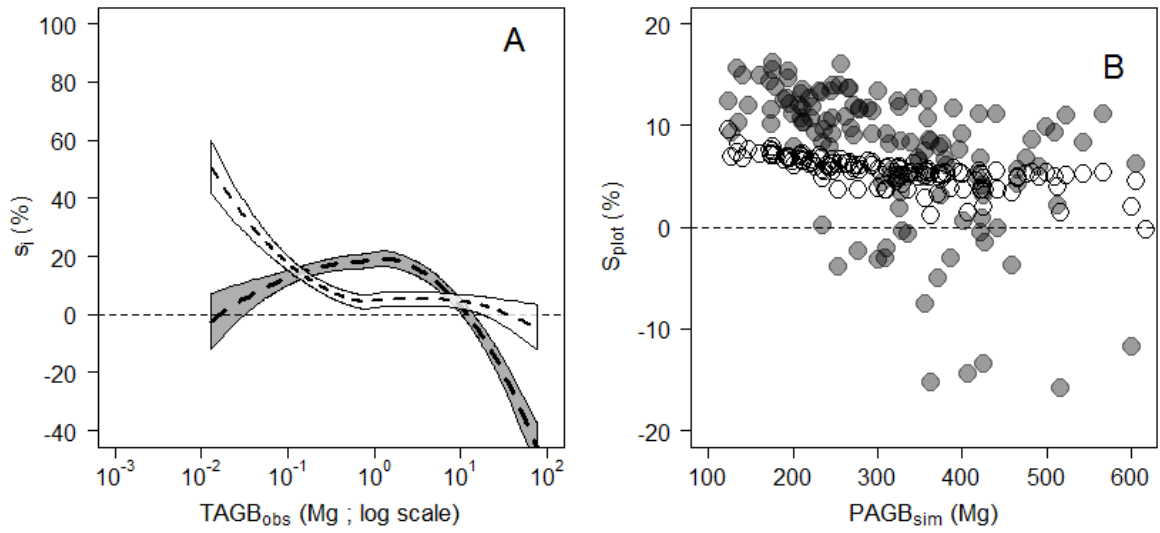 A
100
80
60
40
20
0
-20
-40
s_i (%)
10^-3 10^-2 10^-1 10^0 10^1 10^2
TAGB_obs (Mg ; log scale)
B
20
10
0
-10
-20
S_plot (%)
100 200 300 400 500 600
PAGB_sim (Mg)